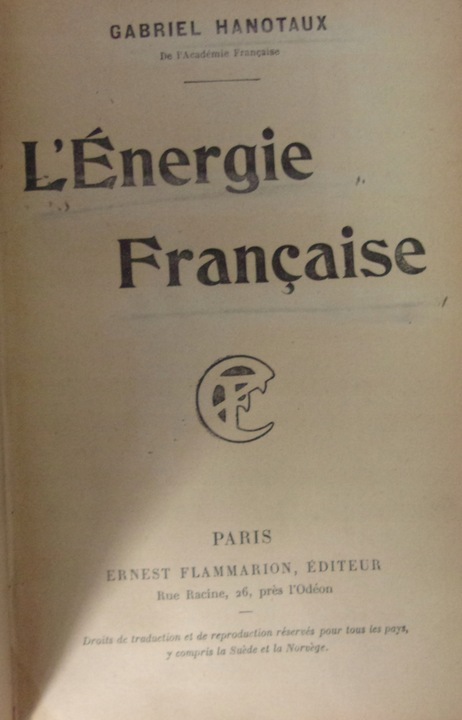 GABRIEL HANOTAUX
De l'Académie Française
L'Énergie
Française
PARIS
ERNEST FLAMMARION, ÉDITEUR
Rue Racine, 26, près l'Odéon
Droits de traduction et de reproduction réservés pour tous les pays,
y compris la Suède et la Norvège.